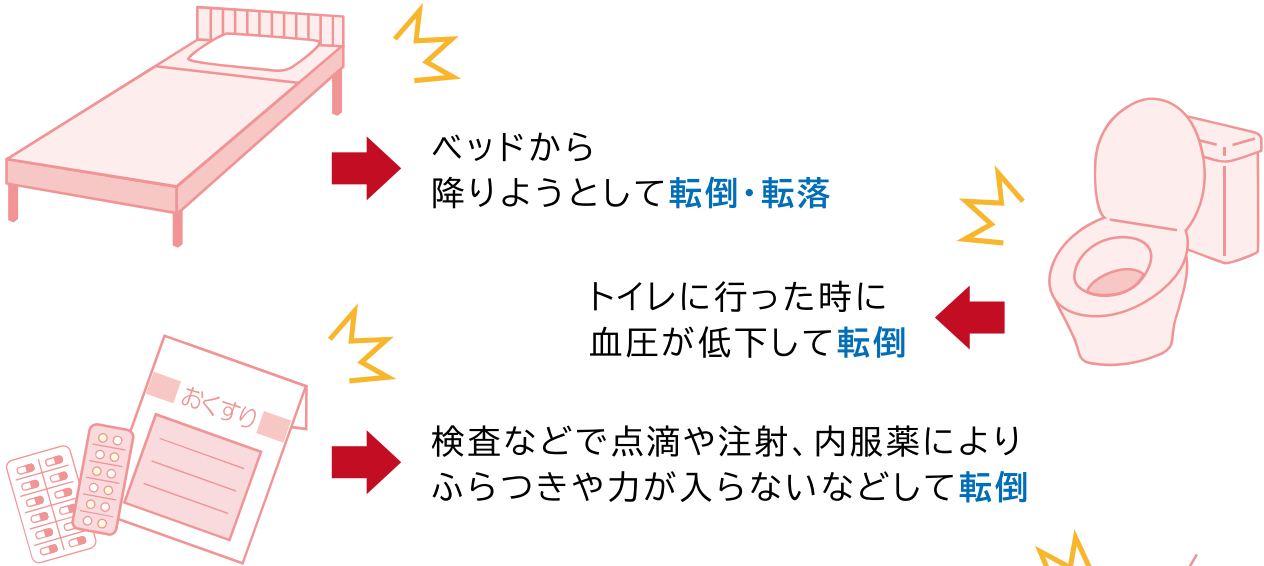 ベッドから
降りようとして転倒・転落
トイレに行った時に
血圧が低下して転倒
おくすり
検査などで点滴や注射、内服薬により
ふらつきや力が入らないなどして転倒